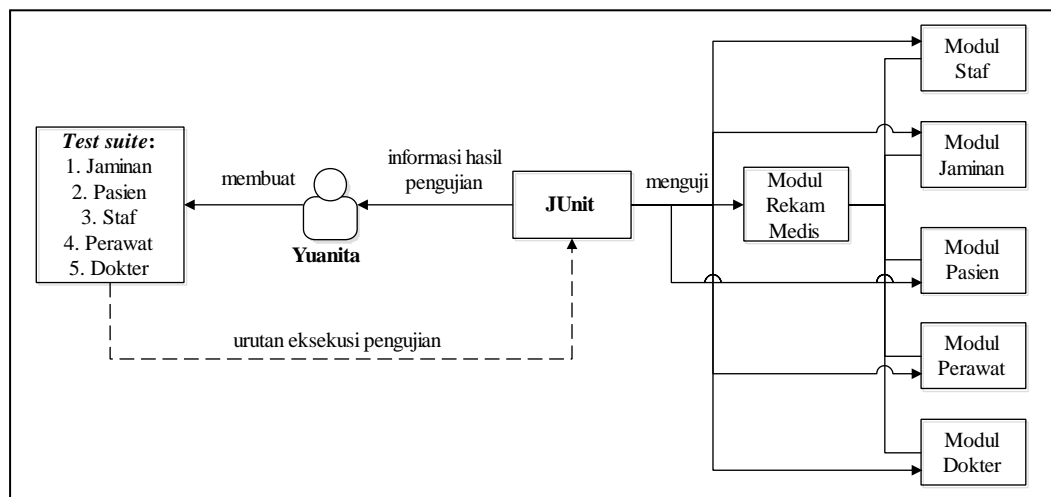 Test suite:
1. Jaminan
2. Pasien
3. Staf
4. Perawat
5. Dokter
membuat
Yuanita
informasi hasil
pengujian
JUnit
urutan eksekusi pengujian
menguji
Modul
Rekam
Medis
Modul
Staf
Modul
Jaminan
Modul
Pasien
Modul
Perawat
Modul
Dokter